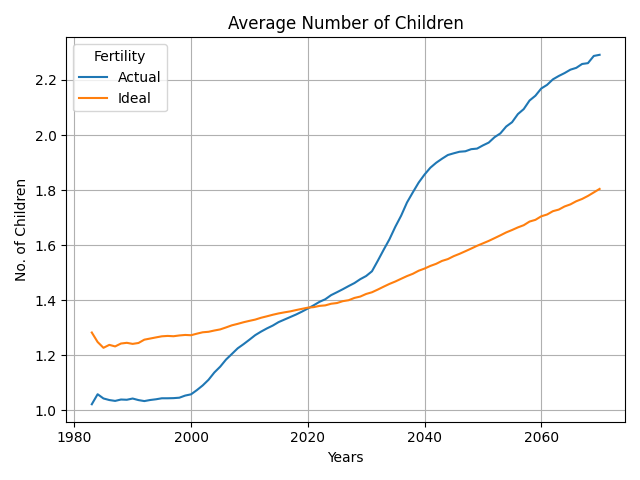 Average Number of Children
Fertility
Actual
Ideal
No. of Children
2.2
2.0
1.8
1.6
1.4
1.2
1.0
1980 2000 2020 2040 2060
Years